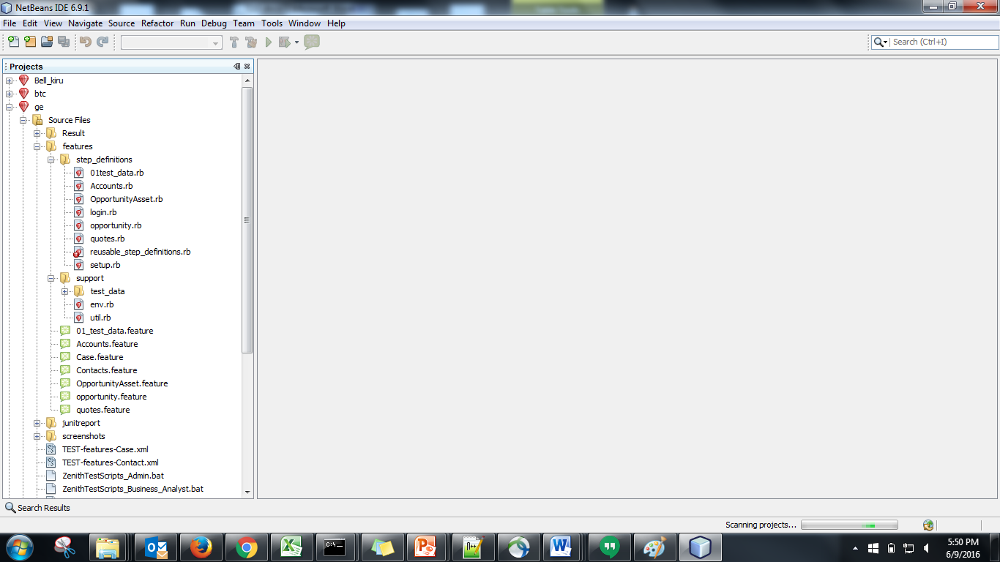 NetBeans IDE 6.9.1
File Edit View Navigate Source Refactor Run Debug Team Tools Window Help
Search (Ctrl+I)
Projects
Bell_kiru
btc
ge
Source Files
Result
features
step_definitions
01test_data.rb
Accounts.rb
OpportunityAsset.rb
login.rb
opportunity.rb
quotes.rb
reusable_step_definitions.rb
setup.rb
support
test_data
env.rb
util.rb
01_test_data.feature
Accounts.feature
Case.feature
Contacts.feature
OpportunityAsset.feature
opportunity.feature
quotes.feature
junitreport
screenshots
TEST-features-Case.xml
TEST-features-Contact.xml
ZenithTestScripts_Admin.bat
ZenithTestScripts_Business_Analyst.bat
Search Results
Scanning projects...
5:50 PM
6/9/2016